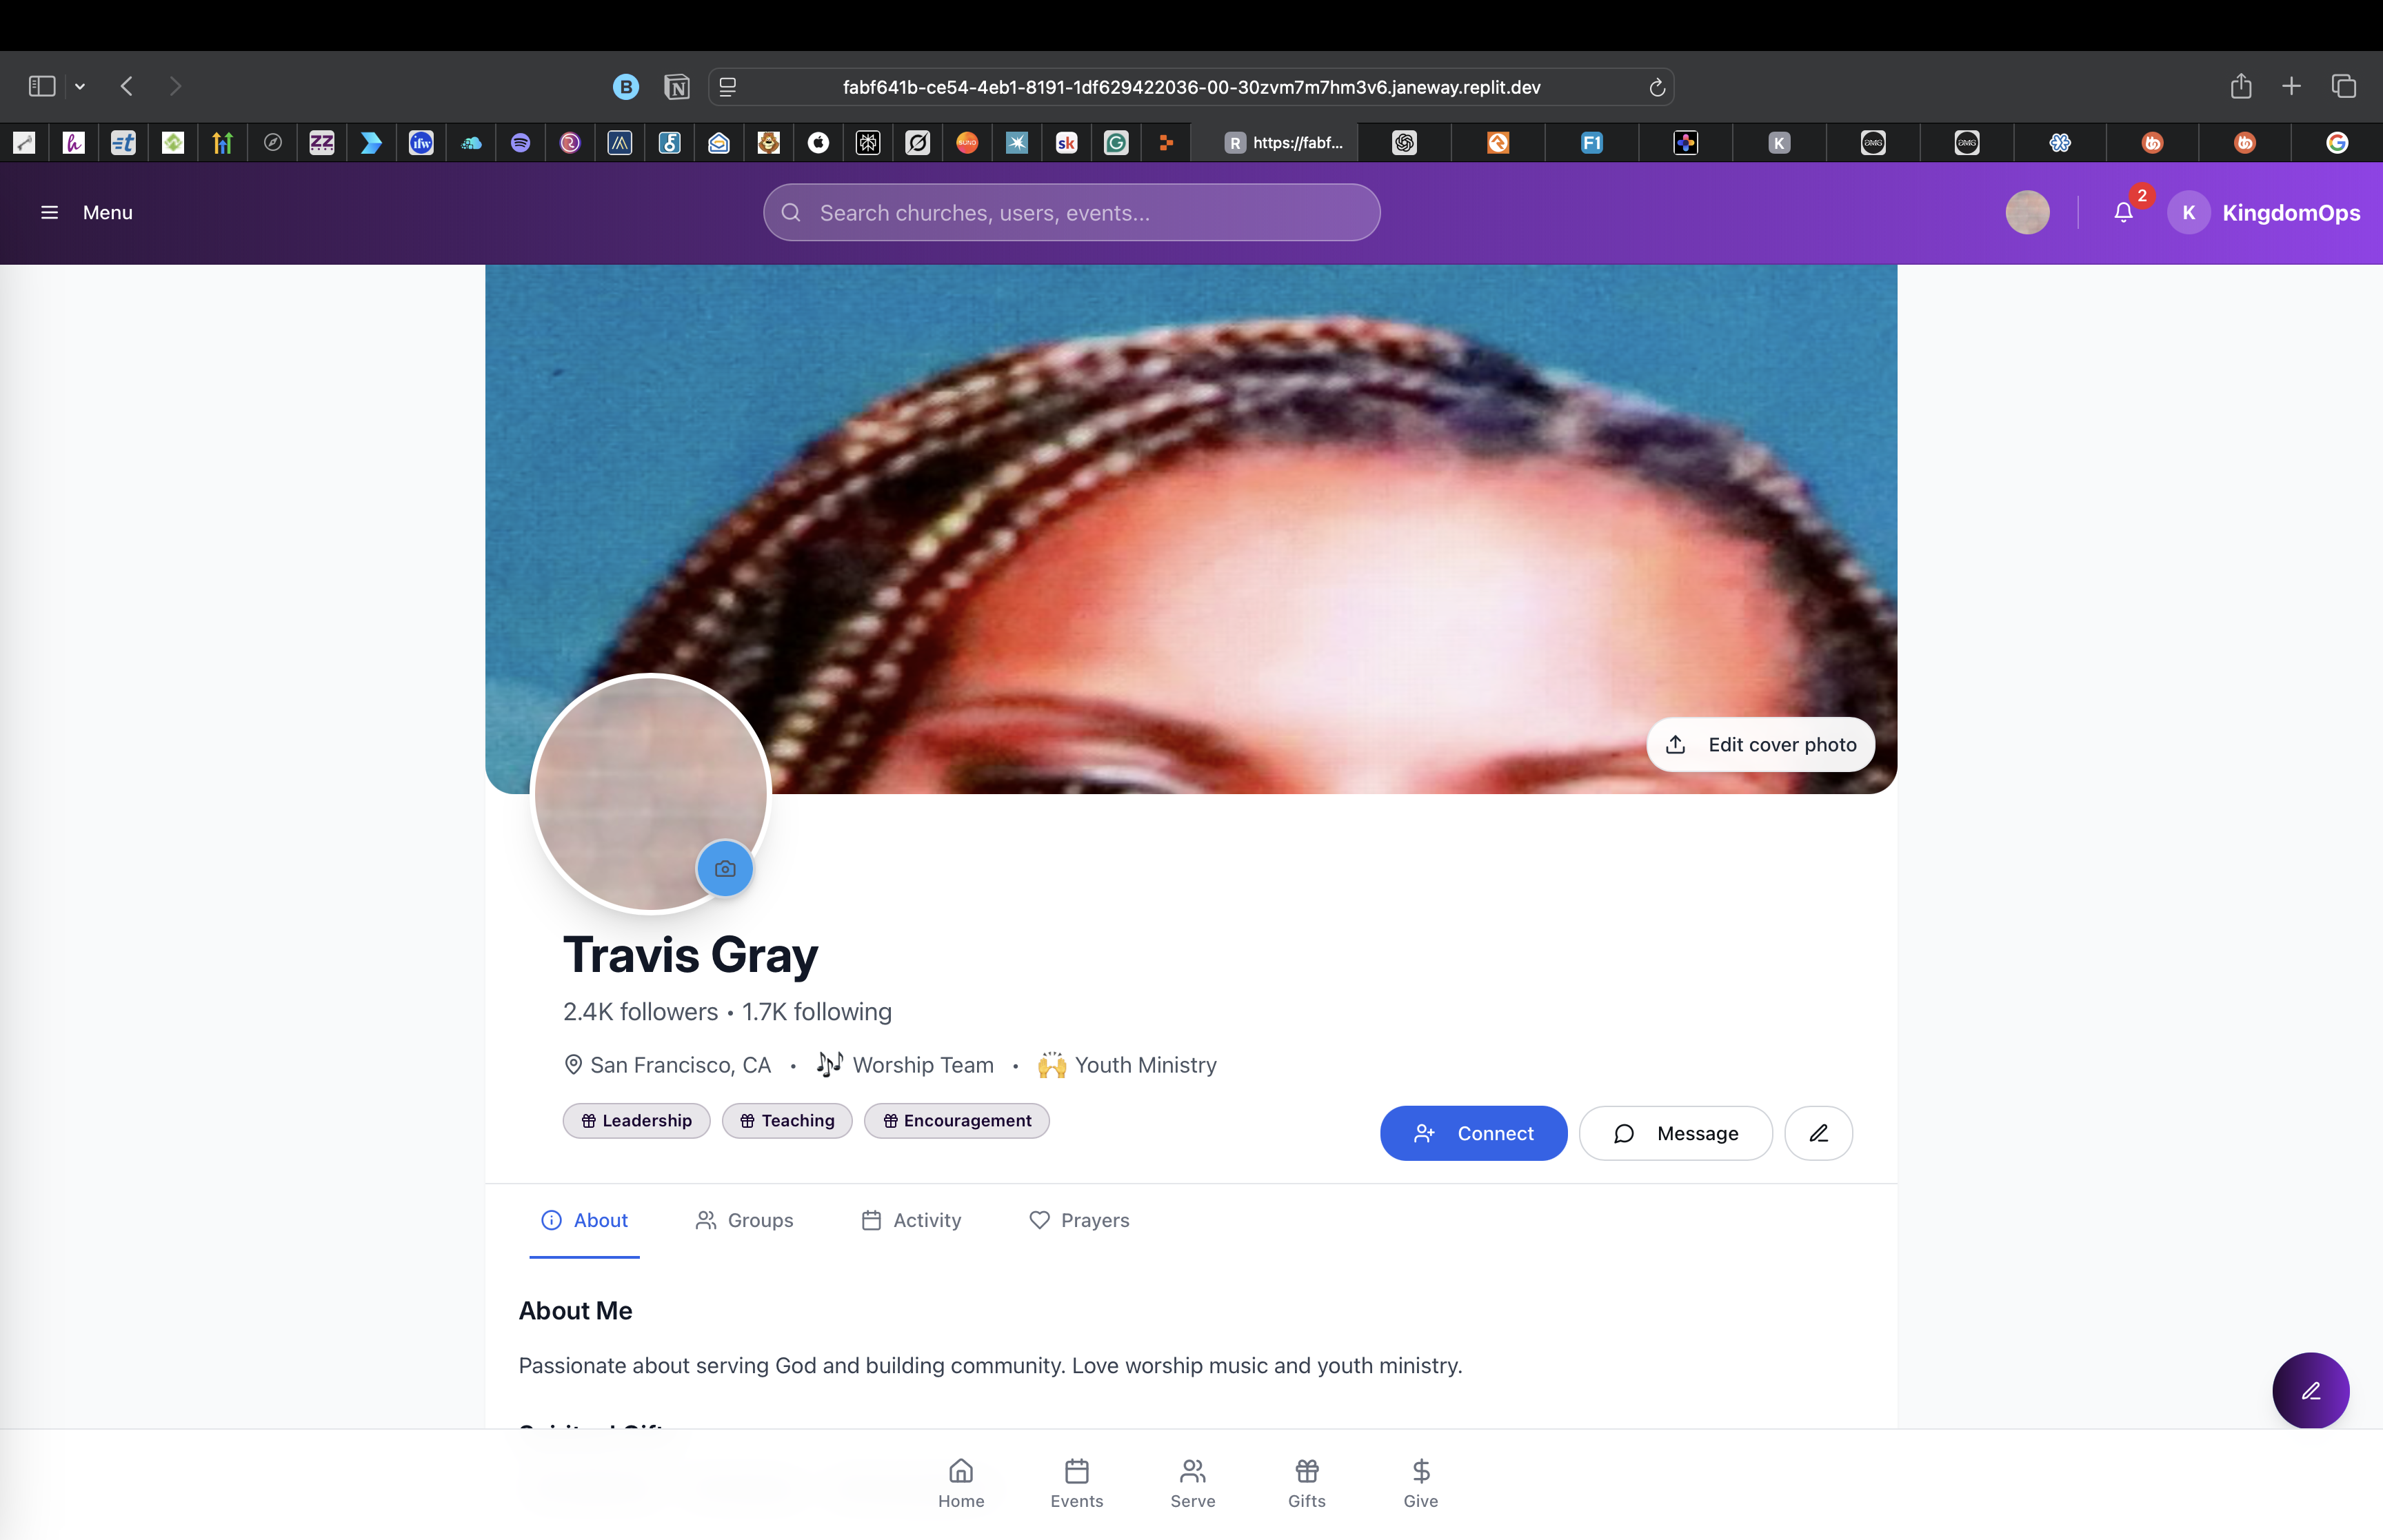 B
fabf641b-ce54-4eb1-8191-1df629422036-00-30zvm7m7hm3v6.janeway.replit.dev
ifw
sk
R https://fabf...
F1
K
Menu
Search churches, users, events...
2
K
KingdomOps
Edit cover photo
Travis Gray
2.4K followers • 1.7K following
San Francisco, CA • 🎶 Worship Team • 🙌 Youth Ministry
Leadership Teaching Encouragement
Connect Message
About Groups Activity Prayers
About Me
Passionate about serving God and building community. Love worship music and youth ministry.
Home Events Serve Gifts Give